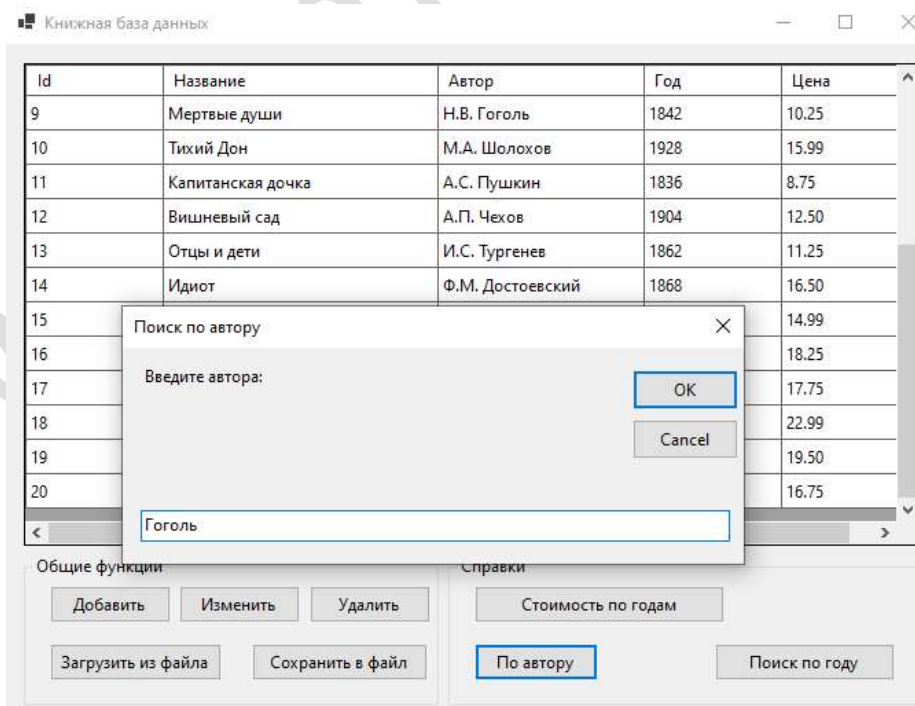 Книжная база данных
Id Название Автор Год Цена
9 Мертвые души Н.В. Гоголь 1842 10.25
10 Тихий Дон М.А. Шолохов 1928 15.99
11 Капитанская дочка А.С. Пушкин 1836 8.75
12 Вишневый сад А.П. Чехов 1904 12.50
13 Отцы и дети И.С. Тургенев 1862 11.25
14 Идиот Ф.М. Достоевский 1868 16.50
15 14.99
16 18.25
17 17.75
18 22.99
19 19.50
20 16.75
Поиск по автору
Введите автора:
OK
Cancel
Гоголь
Общие функции Справки
Добавить Изменить Удалить Стоимость по годам
Загрузить из файла Сохранить в файл По автору Поиск по году